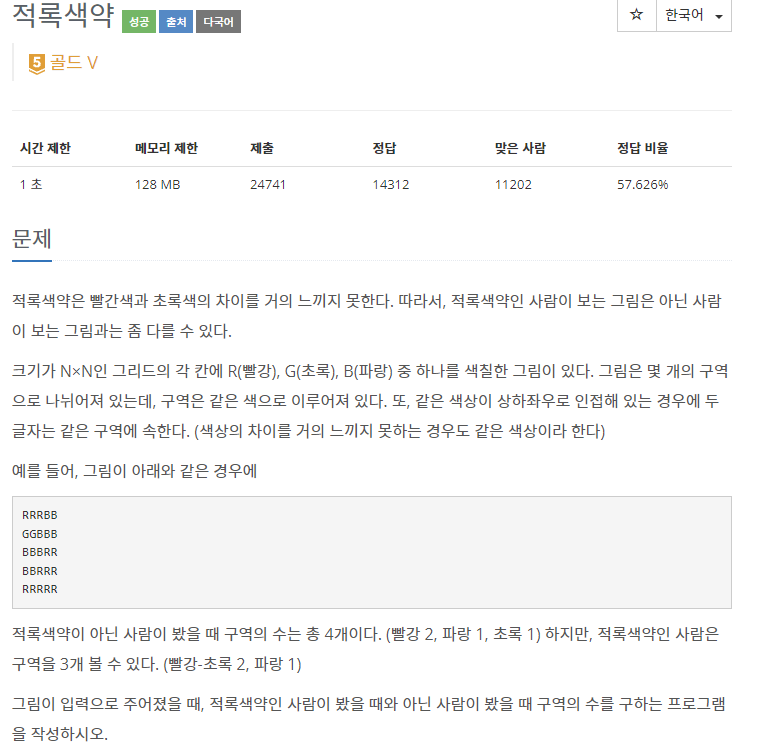 적록색약 성공 출처 다국어 ☆ 한국어
5 골드 V
시간 제한 메모리 제한 제출 정답 맞은 사람 정답 비율
1 초 128 MB 24741 14312 11202 57.626%
문제
적록색약은 빨간색과 초록색의 차이를 거의 느끼지 못한다. 따라서, 적록색약인 사람이 보는 그림은 아닌 사람
이 보는 그림과는 좀 다를 수 있다.
크기가 N×N인 그리드의 각 칸에 R(빨강), G(초록), B(파랑) 중 하나를 색칠한 그림이 있다. 그림은 몇 개의 구역
으로 나뉘어져 있는데, 구역은 같은 색으로 이루어져 있다. 또, 같은 색상이 상하좌우로 인접해 있는 경우에 두
글자는 같은 구역에 속한다. (색상의 차이를 거의 느끼지 못하는 경우도 같은 색상이라 한다)
예를 들어, 그림이 아래와 같은 경우에
RRRBB
GGBBB
BBBRR
BBRRR
RRRRR
적록색약이 아닌 사람이 봤을 때 구역의 수는 총 4개이다. (빨강 2, 파랑 1, 초록 1) 하지만, 적록색약인 사람은
구역을 3개 볼 수 있다. (빨강-초록 2, 파랑 1)
그림이 입력으로 주어졌을 때, 적록색약인 사람이 봤을 때와 아닌 사람이 봤을 때 구역의 수를 구하는 프로그램
을 작성하시오.